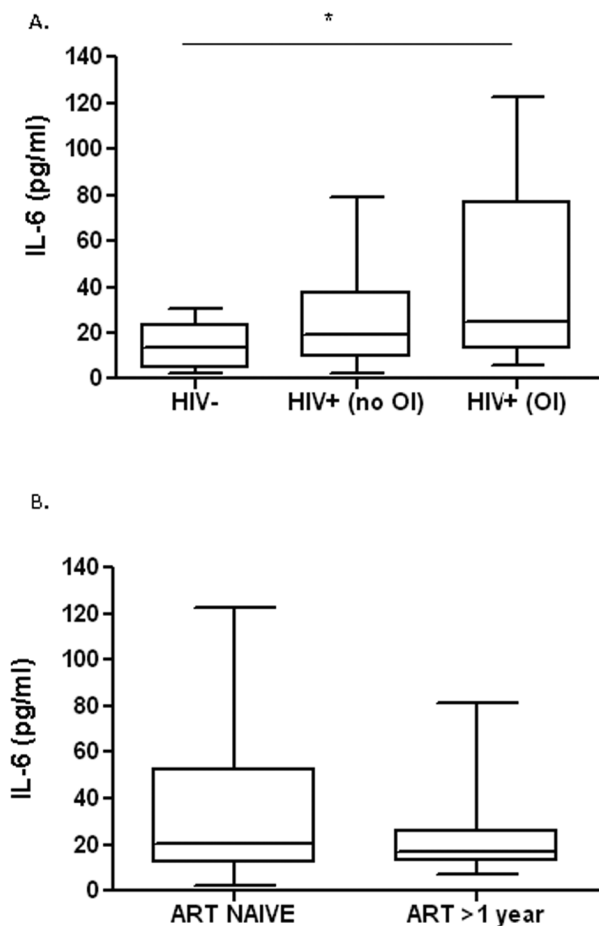 A.
*
IL-6 (pg/ml)
140
120
100
80
60
40
20
0
HIV- HIV+ (no OI) HIV+ (OI)
B.
IL-6 (pg/ml)
140
120
100
80
60
40
20
0
ART NAIVE ART >1 year